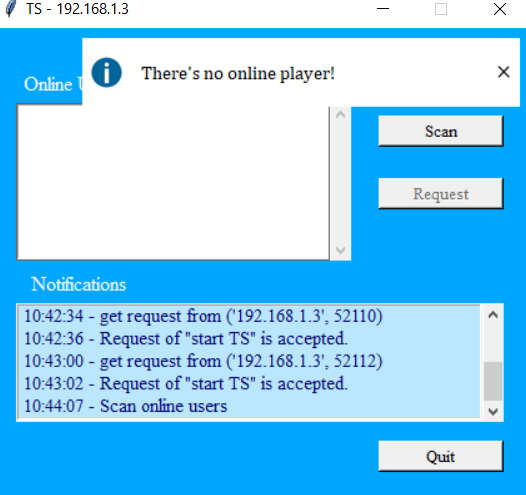 TS - 192.168.1.3
There's no online player!
Online
Scan
Request
Notifications
10:42:34 - get request from ('192.168.1.3', 52110)
10:42:36 - Request of "start TS" is accepted.
10:43:00 - get request from ('192.168.1.3', 52112)
10:43:02 - Request of "start TS" is accepted.
10:44:07 - Scan online users
Quit